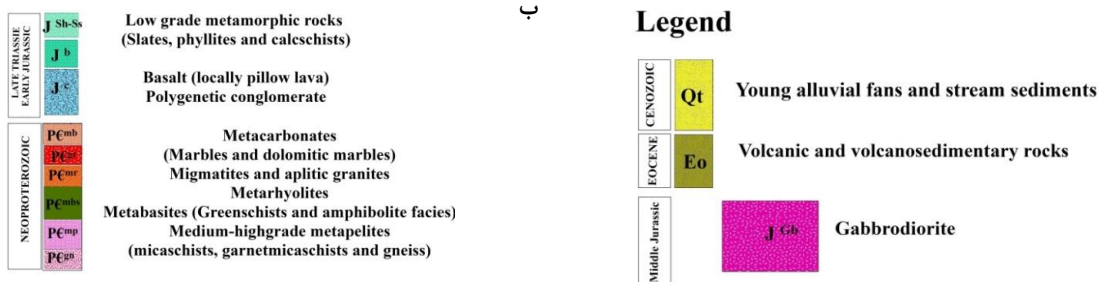 ب
LATE TRIASSIE
EARLY JURASSIC
J Sh-Ss
J b
J c
Low grade metamorphic rocks
(Slates, phyllites and calcschists)
Basalt (locally pillow lava)
Polygenetic conglomerate
NEOPROTEROZOIC
P€mb
P€mr
P€mbs
P€mp
P€gn
Metacarbonates
(Marbles and dolomitic marbles)
Migmatites and aplitic granites
Metarhyolites
Metabasites (Greenschists and amphibolite facies)
Medium-highgrade metapelites
(micaschists, garnetmicaschists and gneiss)
Legend
CENOZOIC
Qt
Young alluvial fans and stream sediments
EOCENE
Eo
Volcanic and volcanosedimentary rocks
Middle Jurassic
J Gb
Gabbrodiorite